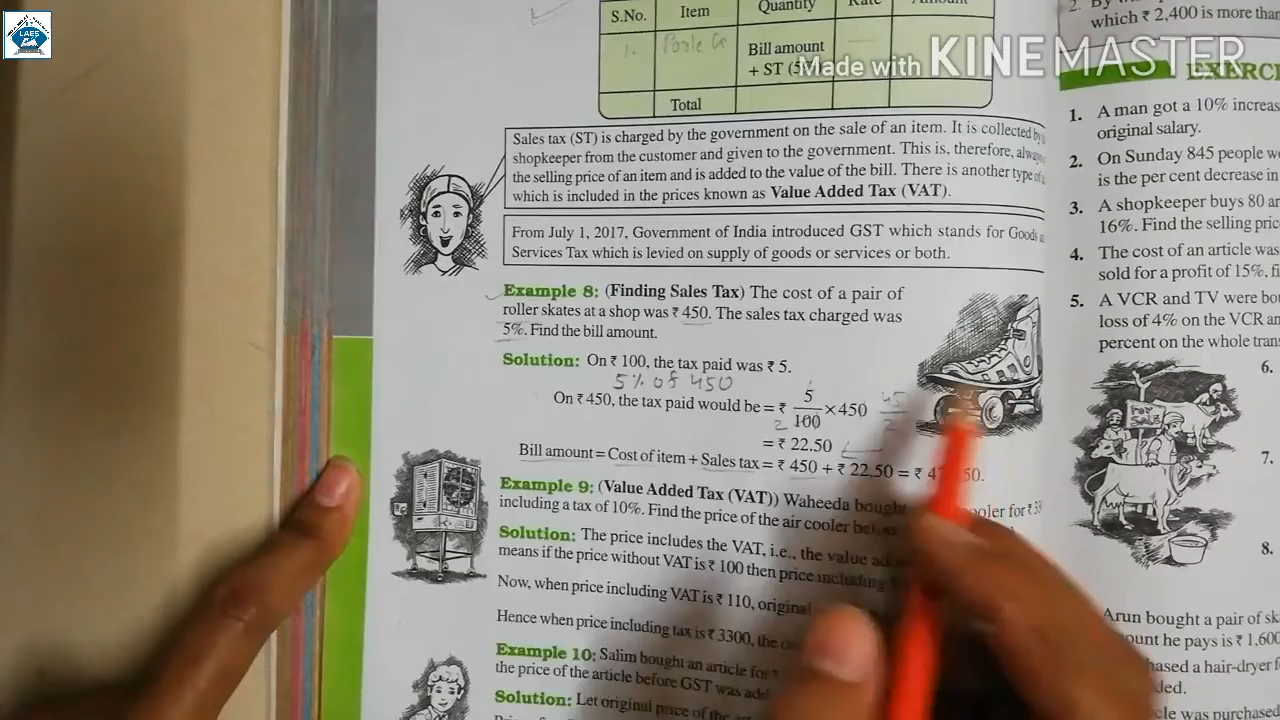 LAES
Made with KINEMASTER
S.No. Item Quantity Rate Amount
1. Parle G Bill amount
+ ST (5%)
Total
Sales tax (ST) is charged by the government on the sale of an item. It is collected by
shopkeeper from the customer and given to the government. This is, therefore,
the selling price of an item and is added to the value of the bill. There is another type
which is included in the prices known as Value Added Tax (VAT).
From July 1, 2017, Government of India introduced GST which stands for Goods
Services Tax which is levied on supply of goods or services or both.
Example 8: (Finding Sales Tax) The cost of a pair of
roller skates at a shop was ₹ 450. The sales tax charged was
5%. Find the bill amount.
Solution: On ₹ 100, the tax paid was ₹ 5.
5% of 450
On ₹ 450, the tax paid would be = ₹ 5/100 × 450
2
45
2
= ₹ 22.50
Bill amount = Cost of item + Sales tax = ₹ 450 + ₹ 22.50 = ₹ 50.
Example 9: (Value Added Tax (VAT)) Waheeda bought ooler for ₹
including a tax of 10%. Find the price of the air cooler
Solution: The price includes the VAT, i.e., the value
means if the price without VAT is ₹ 100 then price including
Now, when price including VAT is ₹ 110, original
Hence when price including tax is ₹ 3300, the
Example 10: Salim bought an article for
the price of the article before GST was
Solution: Let original price of the
2. By
which ₹ 2,400 is more than
EXERC
1. A man got a 10% increas
original salary.
2. On Sunday 845 people we
is the per cent decrease in
3. A shopkeeper buys 80 ar
16%. Find the selling pric
4. The cost of an article was
sold for a profit of 15%, fi
5. A VCR and TV were bo
loss of 4% on the VCR an
percent on the whole trans
FOR SALE
6.
7.
8.
Arun bought a pair of sk
ount he pays is ₹ 1,600
hased a hair-dryer f
ded.
cle was purchased